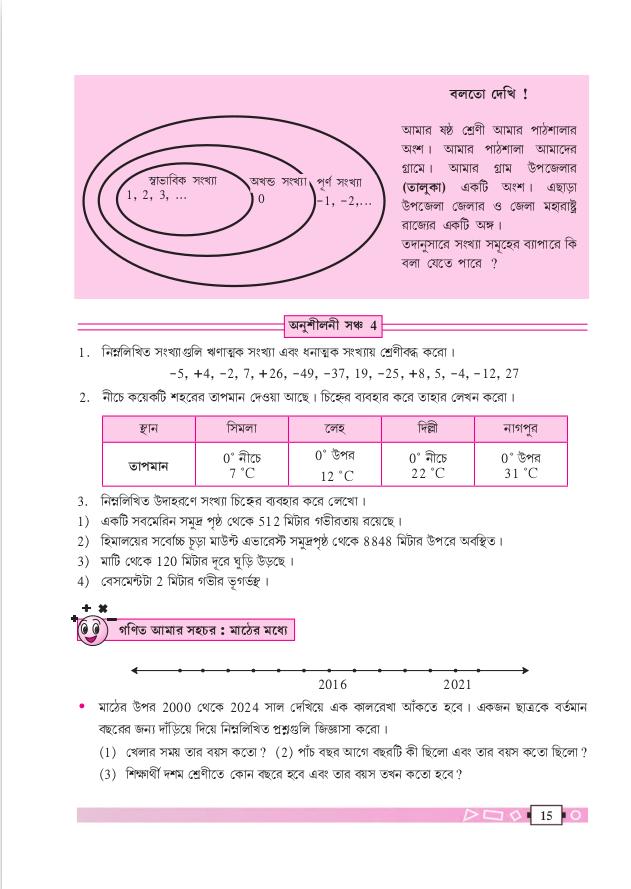 বলতো দেখি !
স্বাভাবিক সংখ্যা
1, 2, 3, ...
অখন্ড সংখ্যা
0
পূর্ণ সংখ্যা
-1, -2,...
আমার ষষ্ঠ শ্রেণী আমার পাঠশালার
অংশ। আমার পাঠশালা আমাদের
গ্রামে। আমার গ্রাম উপজেলার
(তালুকা) একটি অংশ। এছাড়া
উপজেলা জেলার ও জেলা মহারাষ্ট্র
রাজ্যের একটি অঙ্গ।
তদানুসারে সংখ্যা সমূহের ব্যাপারে কি
বলা যেতে পারে ?
অনুশীলনী সঞ্চ 4
1. নিম্নলিখিত সংখ্যাগুলি ঋণাত্মক সংখ্যা এবং ধনাত্মক সংখ্যায় শ্রেণীবদ্ধ করো।
-5, +4, -2, 7, +26, -49, -37, 19, -25, +8, 5, -4, -12, 27
2. নীচে কয়েকটি শহরের তাপমান দেওয়া আছে। চিহ্নের ব্যবহার করে তাহার লেখন করো।
স্থান সিমলা লেহ দিল্লী নাগপুর
তাপমান 0° নীচে 0° উপর 0° নীচে 0° উপর
7 °C 12 °C 22 °C 31 °C
3. নিম্নলিখিত উদাহরণে সংখ্যা চিহ্নের ব্যবহার করে লেখো।
1) একটি সবমেরিন সমুদ্র পৃষ্ঠ থেকে 512 মিটার গভীরতায় রয়েছে।
2) হিমালয়ের সর্বোচ্চ চূড়া মাউন্ট এভারেস্ট সমুদ্রপৃষ্ঠ থেকে 8848 মিটার উপরে অবস্থিত।
3) মাটি থেকে 120 মিটার দূরে ঘুড়ি উড়ছে।
4) বেসমেন্টটা 2 মিটার গভীর ভূগর্ভস্থ।
গণিত আমার সহচর : মাঠের মধ্যে
2016 2021
• মাঠের উপর 2000 থেকে 2024 সাল দেখিয়ে এক কালরেখা আঁকতে হবে। একজন ছাত্রকে বর্তমান
বছরের জন্য দাঁড়িয়ে দিয়ে নিম্নলিখিত প্রশ্নগুলি জিজ্ঞাসা করো।
(1) খেলার সময় তার বয়স কতো ? (2) পাঁচ বছর আগে বছরটি কী ছিলো এবং তার বয়স কতো ছিলো ?
(3) শিক্ষার্থী দশম শ্রেণীতে কোন বছরে হবে এবং তার বয়স তখন কতো হবে ?
15